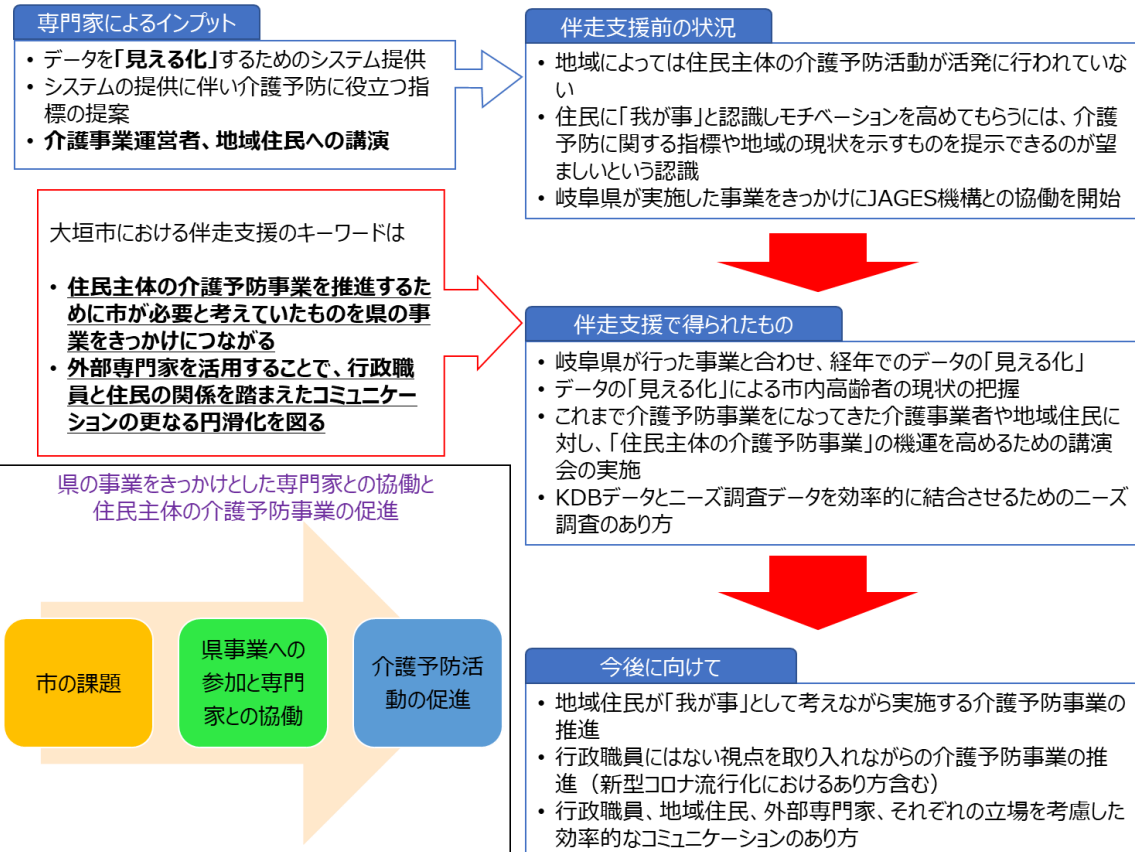 専門家によるインプット
• データを「見える化」するためのシステム提供
• システムの提供に伴い介護予防に役立つ指
標の提案
• 介護事業運営者、地域住民への講演
大垣市における伴走支援のキーワードは
• 住民主体の介護予防事業を推進するた
めに市が必要と考えていたものを県の事
業をきっかけにつながる
• 外部専門家を活用することで、行政職
員と住民の関係を踏まえたコミュニケー
ションの更なる円滑化を図る
県の事業をきっかけとした専門家との協働と
住民主体の介護予防事業の促進
市の課題
県事業への
参加と専門
家との協働
介護予防活
動の促進
伴走支援前の状況
• 地域によっては住民主体の介護予防活動が活発に行われていな
い
• 住民に「我が事」と認識しモチベーションを高めてもらうには、介護
予防に関する指標や地域の現状を示すものを提示できるのが望
ましいという認識
• 岐阜県が実施した事業をきっかけにJAGES機構との協働を開始
伴走支援で得られたもの
• 岐阜県が行った事業と合わせ、経年でのデータの「見える化」
• データの「見える化」による市内高齢者の現状の把握
• これまで介護予防事業をになってきた介護事業者や地域住民に
対し、「住民主体の介護予防事業」の機運を高めるための講演
会の実施
• KDBデータとニーズ調査データを効率的に結合させるためのニーズ
調査のあり方
今後に向けて
• 地域住民が「我が事」として考えながら実施する介護予防事業の
推進
• 行政職員にはない視点を取り入れながらの介護予防事業の推
進（新型コロナ流行化におけるあり方含む）
• 行政職員、地域住民、外部専門家、それぞれの立場を考慮した
効率的なコミュニケーションのあり方